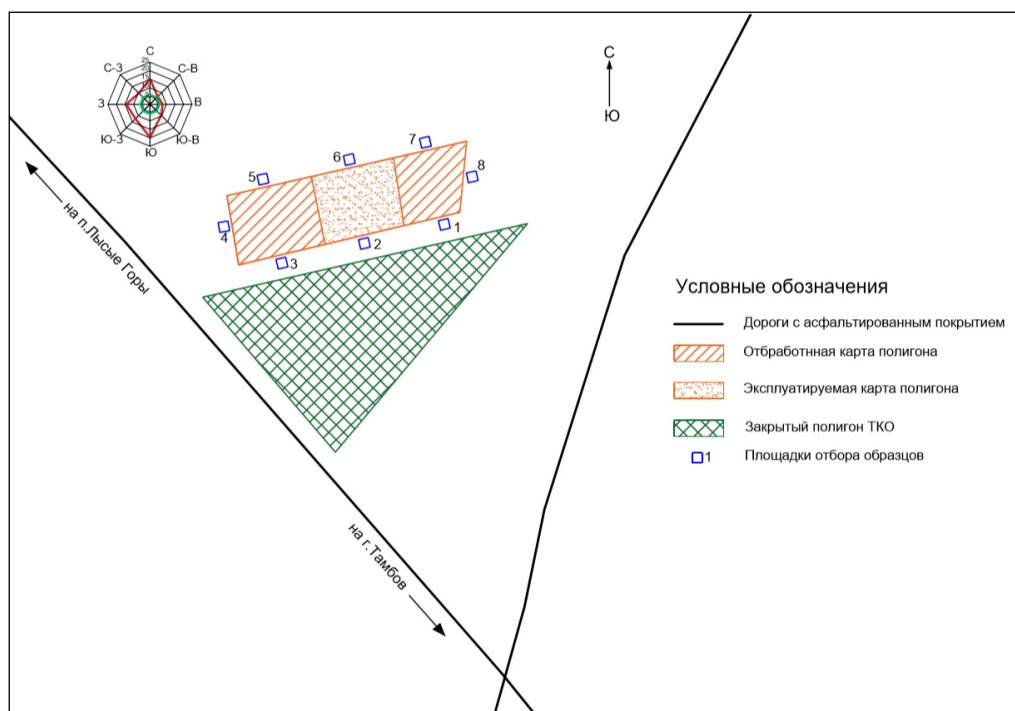 С
С-З
С-В
З
В
Ю-З
Ю-В
Ю
С
Ю
7
6
8
5
4
1
2
3
на п.Лысые Горы
на г.Тамбов
Условные обозначения
Дороги с асфальтированным покрытием
Отбработнная карта полигона
Эксплуатируемая карта полигона
Закрытый полигон ТКО
1
Площадки отбора образцов